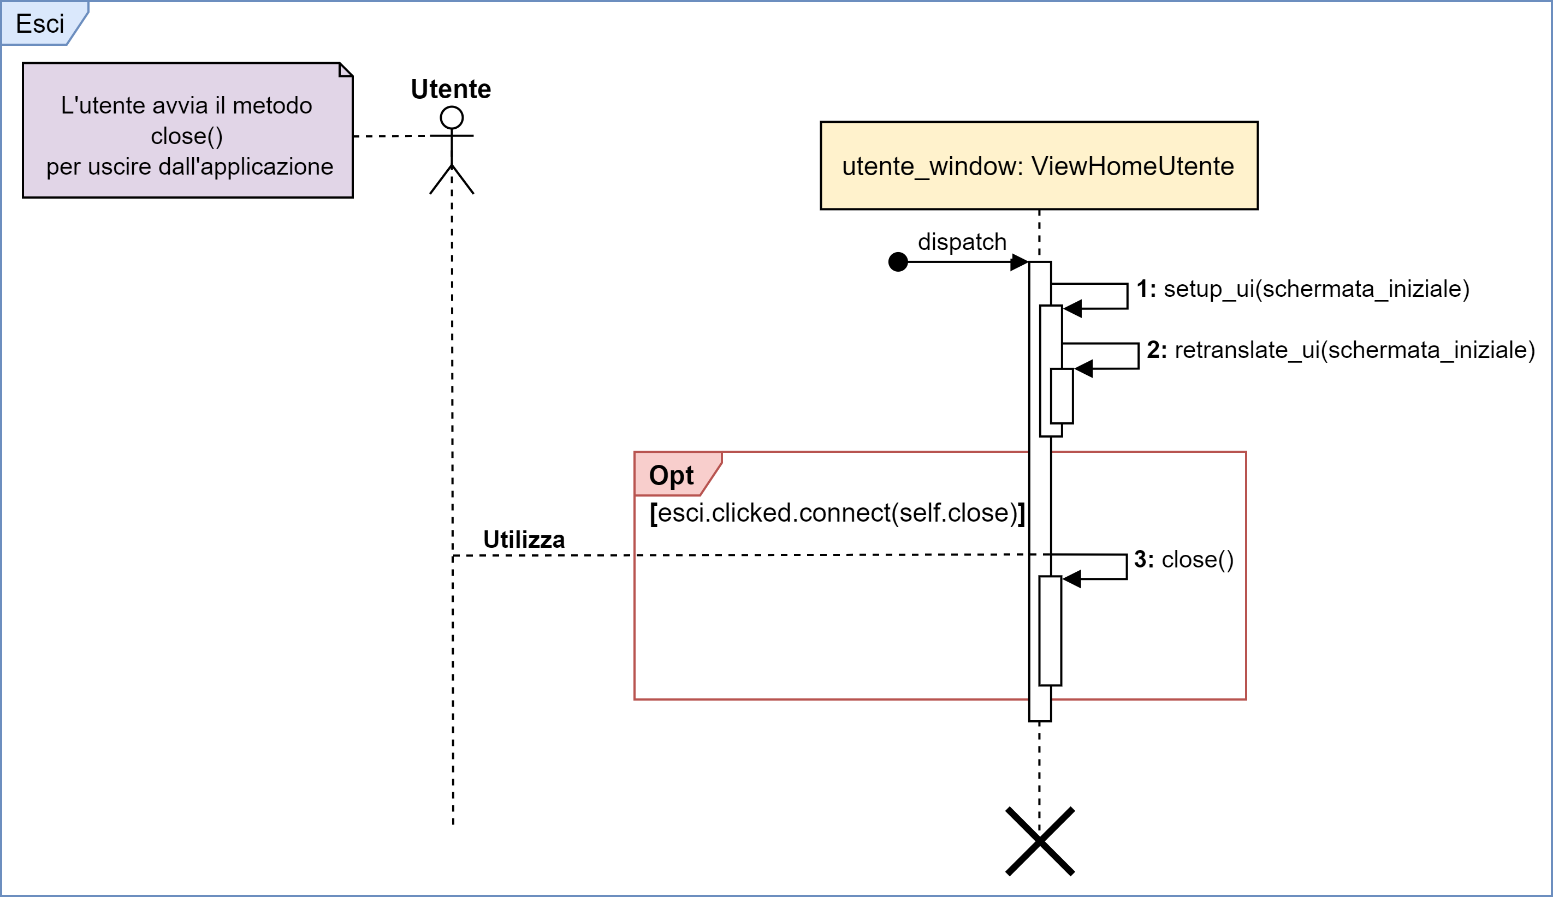 Esci
L'utente avvia il metodo
close()
per uscire dall'applicazione
Utente
utente_window: ViewHomeUtente
dispatch
1: setup_ui(schermata_iniziale)
2: retranslate_ui(schermata_iniziale)
Opt
[esci.clicked.connect(self.close)]
Utilizza
3: close()